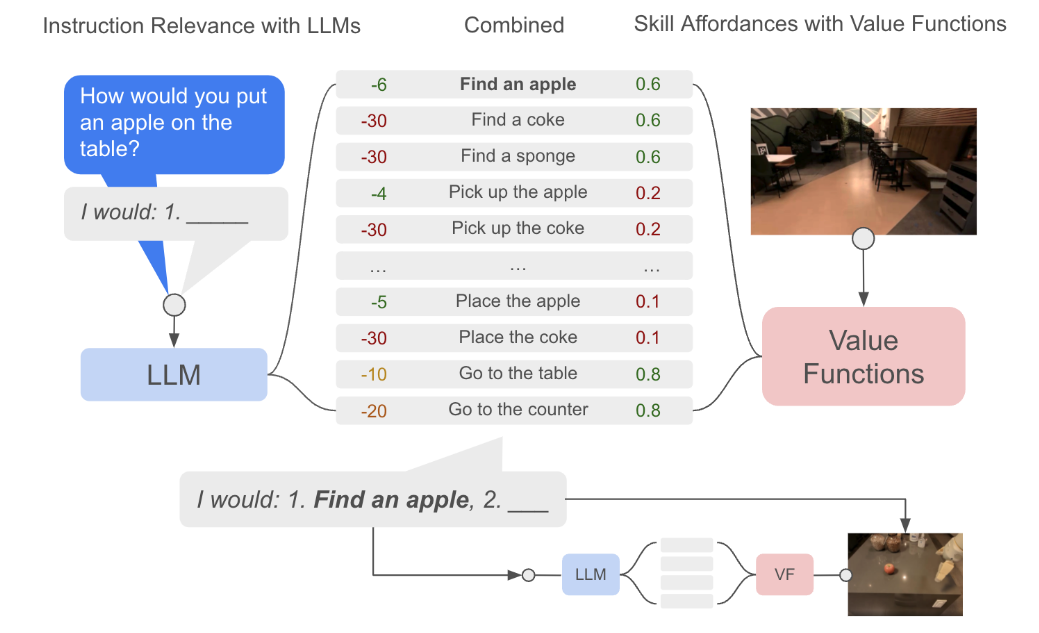 Instruction Relevance with LLMs
Combined
Skill Affordances with Value Functions
How would you put
an apple on the
table?
I would: 1. _____
LLM
-6 Find an apple 0.6
-30 Find a coke 0.6
-30 Find a sponge 0.6
-4 Pick up the apple 0.2
-30 Pick up the coke 0.2
... ... ...
-5 Place the apple 0.1
-30 Place the coke 0.1
-10 Go to the table 0.8
-20 Go to the counter 0.8
Value
Functions
I would: 1. Find an apple, 2. ___
LLM
VF